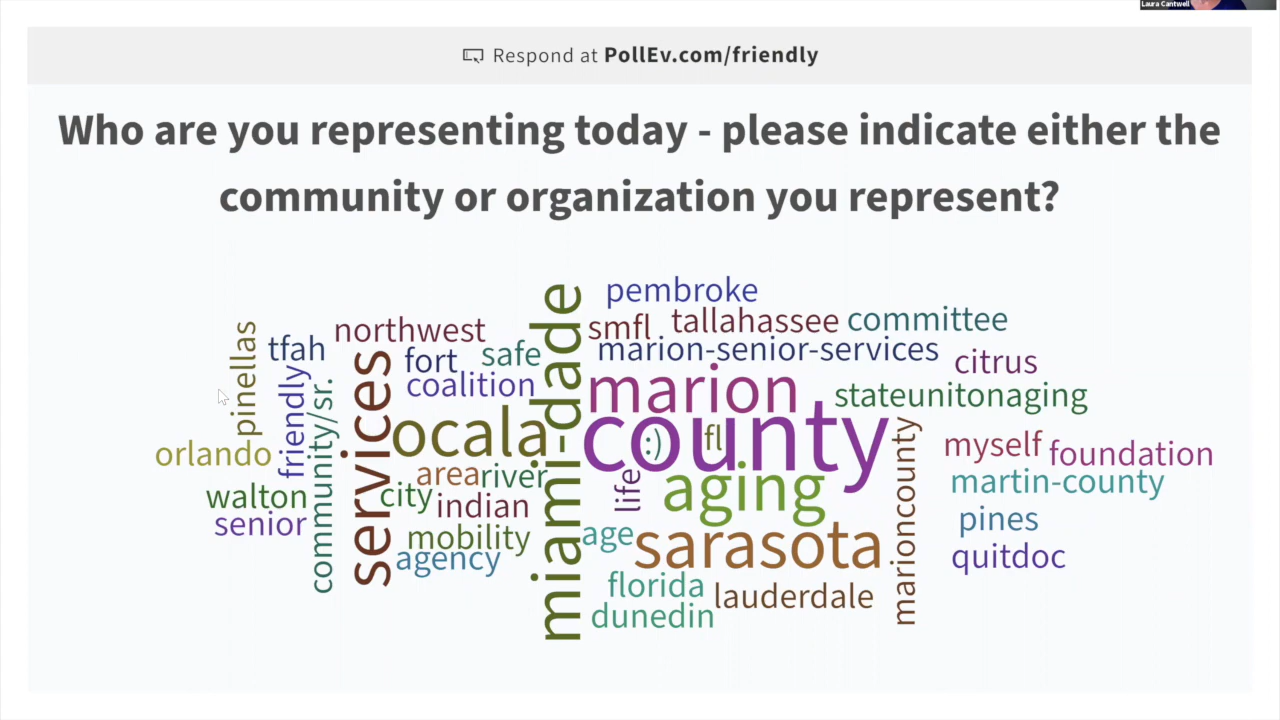 Laura Cantwell
Respond at PollEv.com/friendly
Who are you representing today - please indicate either the
community or organization you represent?
pembroke
smfl
tallahassee
committee
northwest
tfah
pinellas
fort
safe
marion-senior-services
citrus
coalition
friendly
community/sr.
services
miami-dade
marion
stateunitonaging
ocala
county
:)
fl
orlando
myself
foundation
area
river
life
aging
marioncounty
martin-county
walton
city
indian
senior
mobility
age
sarasota
pines
agency
quitdoc
florida
lauderdale
dunedin